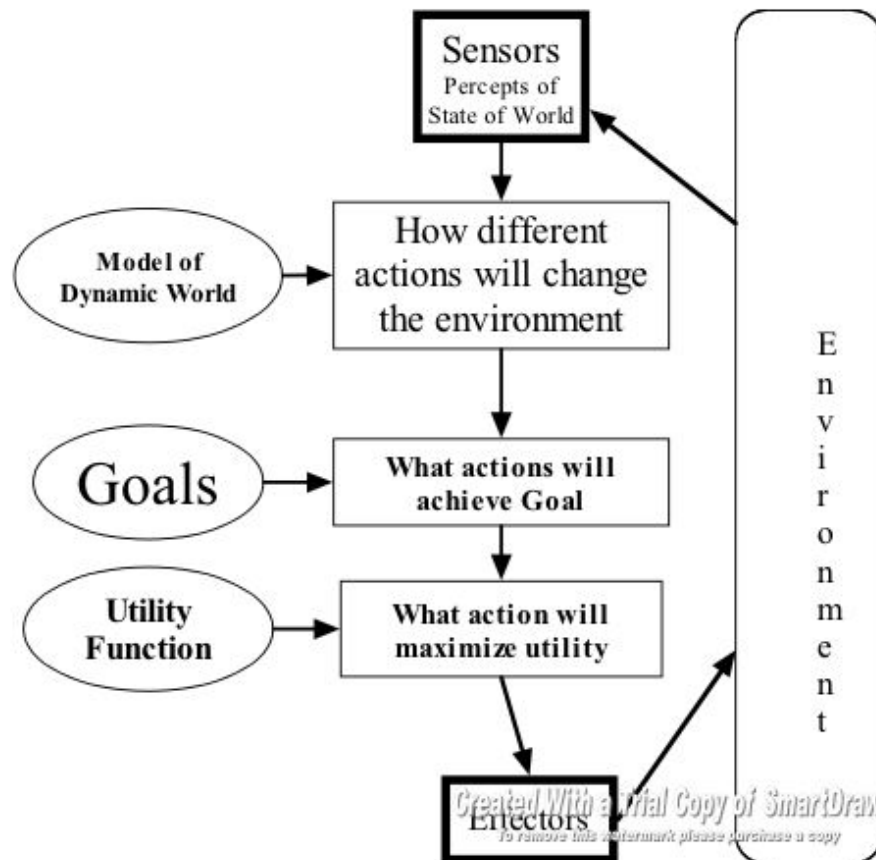 Sensors
Percepts of
State of World
Model of
Dynamic World
How different
actions will change
the environment
Goals
What actions will
achieve Goal
Utility
Function
What action will
maximize utility
Effectors
Environment
Created With a Trial Copy of SmartDraw
To remove this watermark please purchase a copy